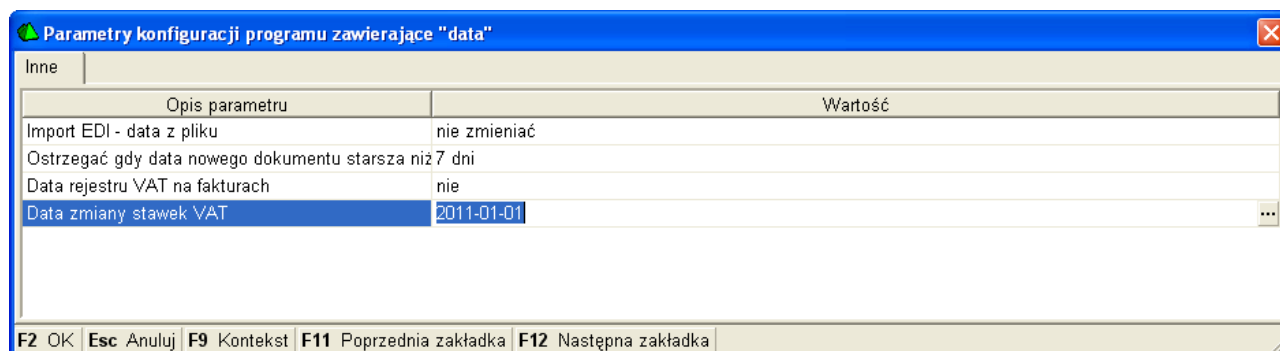 Parametry konfiguracji programu zawierające "data"
Inne
Opis parametru Wartość
Import EDI - data z pliku nie zmieniać
Ostrzegać gdy data nowego dokumentu starsza niż 7 dni
Data rejestru VAT na fakturach nie
Data zmiany stawek VAT 2011-01-01 ...
F2 OK Esc Anuluj F9 Kontekst F11 Poprzednia zakładka F12 Następna zakładka